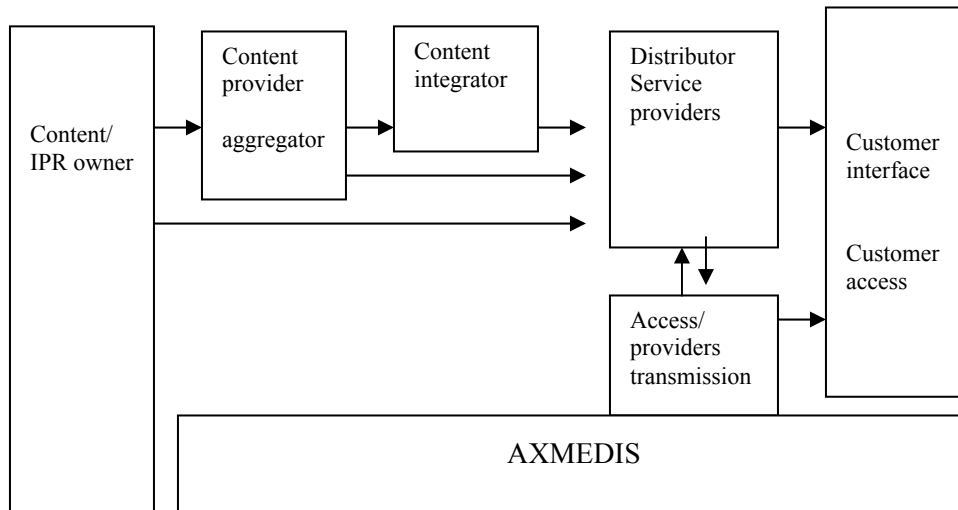 Content/
IPR owner
Content
provider
aggregator
Content
integrator
Distributor
Service
providers
Customer
interface
Customer
access
Access/
providers
transmission
AXMEDIS